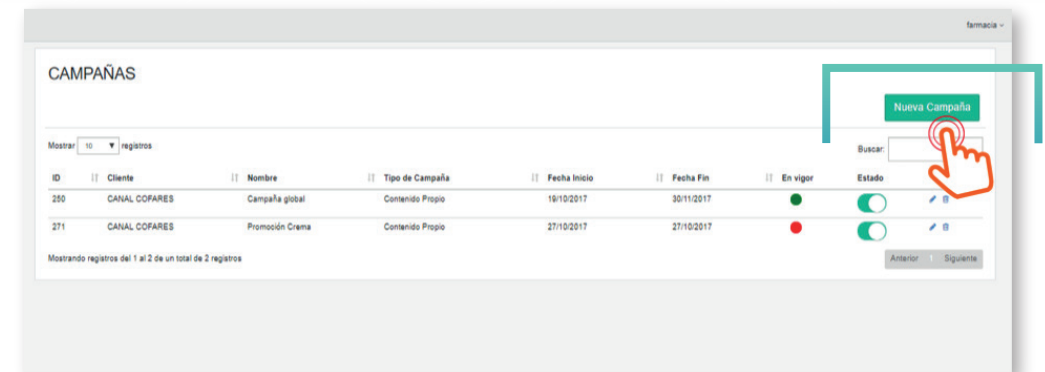 farmacia
CAMPAÑAS
Nueva Campaña
Mostrar 10 registros
Buscar:
ID Cliente Nombre Tipo de Campaña Fecha Inicio Fecha Fin En vigor Estado
250 CANAL COFARES Campaña global Contenido Propio 19/10/2017 30/11/2017
271 CANAL COFARES Promoción Crema Contenido Propio 27/10/2017 27/10/2017
Mostrando registros del 1 al 2 de un total de 2 registros
Anterior 1 Siguiente